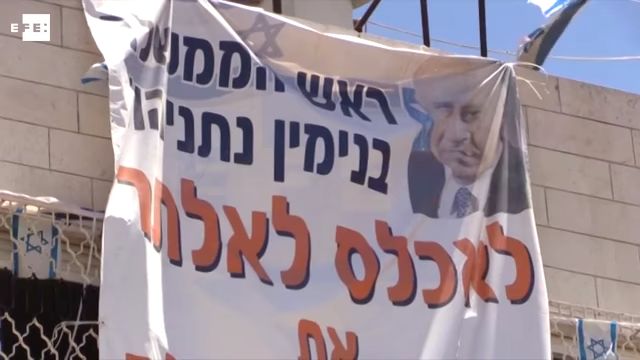 EFE:
ראש הממשלה
בנימין נתניהו
לאכלס לאלתר
את